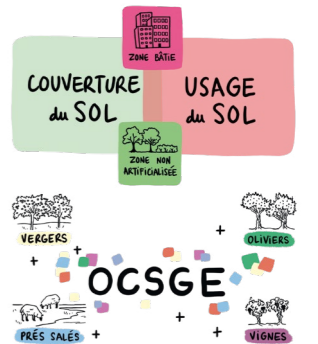 ZONE BÂTIE
COUVERTURE
du SOL
USAGE
du SOL
ZONE NON
ARTIFICIALISÉE
VERGERS
OLIVIERS
OCSGE
PRÉS SALÉS
VIGNES